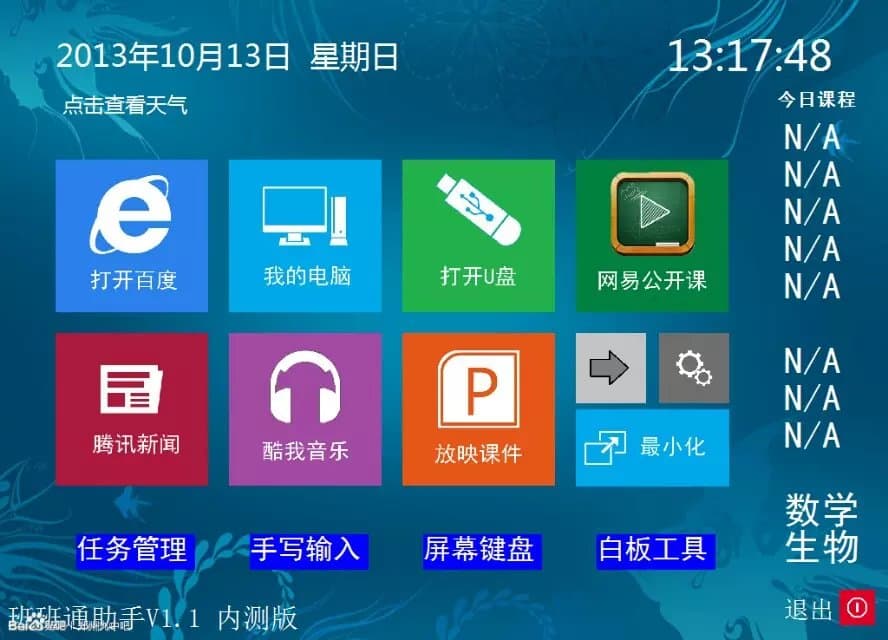 2013年10月13日 星期日
13:17:48
点击查看天气
今日课程
N/A
N/A
N/A
N/A
N/A
N/A
N/A
N/A
打开百度
我的电脑
打开U盘
网易公开课
腾讯新闻
酷我音乐
P
放映课件
最小化
数学
生物
任务管理
手写输入
屏幕键盘
白板工具
班班通助手V1.1 内测版
退出